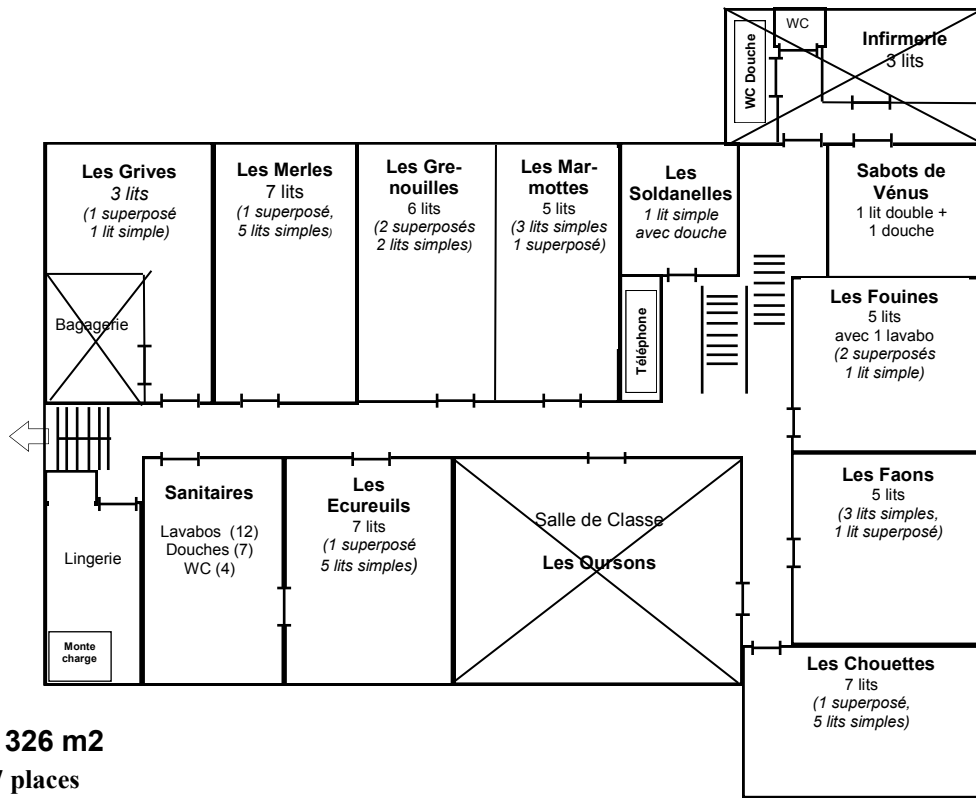 WC
Infirmerie
3 lits
WC Douche
Les Grives
3 lits
(1 superposé
1 lit simple)
Les Merles
7 lits
(1 superposé,
5 lits simples)
Les Gre-
nouilles
6 lits
(2 superposés
2 lits simples)
Les Mar-
mottes
5 lits
(3 lits simples
1 superposé)
Les
Soldanelles
1 lit simple
avec douche
Sabots de
Vénus
1 lit double +
1 douche
Bagagerie
Téléphone
Les Fouines
5 lits
avec 1 lavabo
(2 superposés
1 lit simple)
Sanitaires
Lavabos (12)
Douches (7)
WC (4)
Les
Ecureuils
7 lits
(1 superposé
5 lits simples)
Salle de Classe
Les Oursons
Les Faons
5 lits
(3 lits simples,
1 lit superposé)
Lingerie
Monte
charge
Les Chouettes
7 lits
(1 superposé,
5 lits simples)
326 m2
places